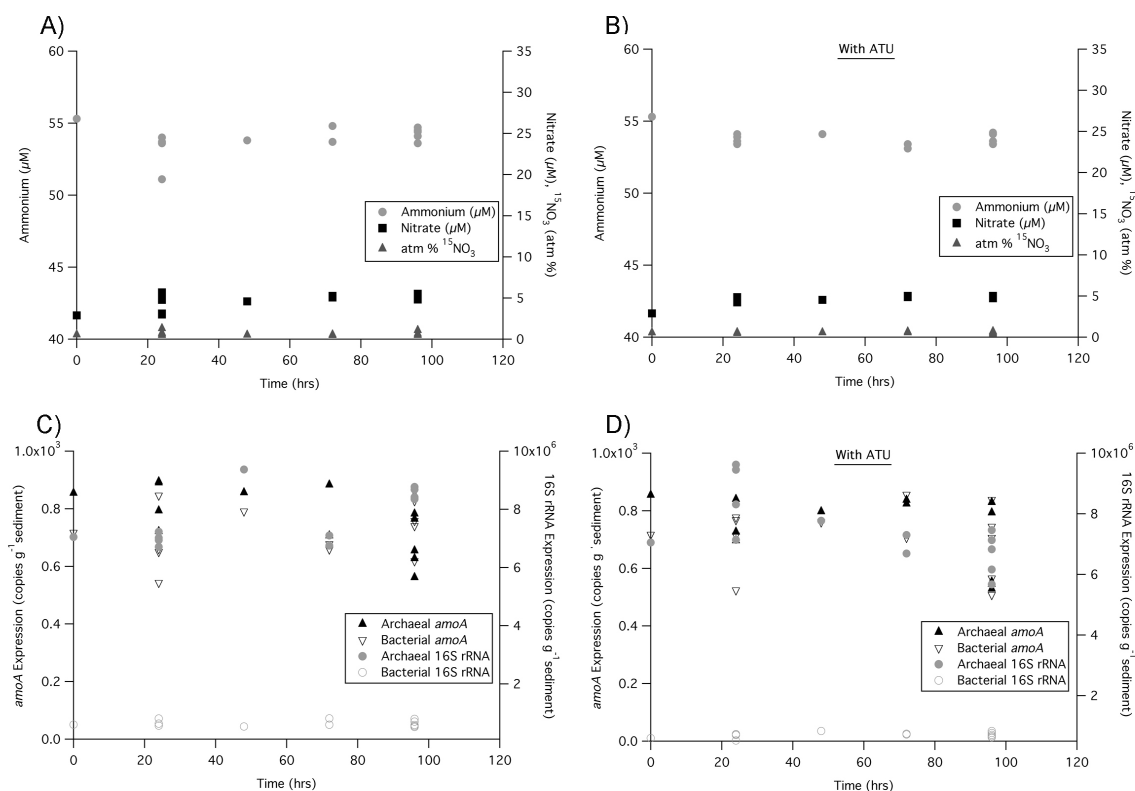 A)
60
55
50
45
40
Ammonium (µM)
35
30
25
20
15
10
5
0
Nitrate (µM), ¹⁵NO₃ (atm %)
Ammonium (µM)
Nitrate (µM)
atm % ¹⁵NO₃
0 20 40 60 80 100 120
Time (hrs)
B)
With ATU
60
55
50
45
40
Ammonium (µM)
35
30
25
20
15
10
5
0
Nitrate (µM), ¹⁵NO₃ (atm %)
Ammonium (µM)
Nitrate (µM)
atm % ¹⁵NO₃
0 20 40 60 80 100 120
Time (hrs)
C)
1.0x10³
0.8
0.6
0.4
0.2
0.0
amoA Expression (copies g⁻¹ sediment)
10x10⁶
8
6
4
2
16S rRNA Expression (copies g⁻¹ sediment)
Archaeal amoA
Bacterial amoA
Archaeal 16S rRNA
Bacterial 16S rRNA
0 20 40 60 80 100 120
Time (hrs)
D)
With ATU
1.0x10³
0.8
0.6
0.4
0.2
0.0
amoA Expression (copies g⁻¹ sediment)
10x10⁶
8
6
4
2
16S rRNA Expression (copies g⁻¹ sediment)
Archaeal amoA
Bacterial amoA
Archaeal 16S rRNA
Bacterial 16S rRNA
0 20 40 60 80 100 120
Time (hrs)